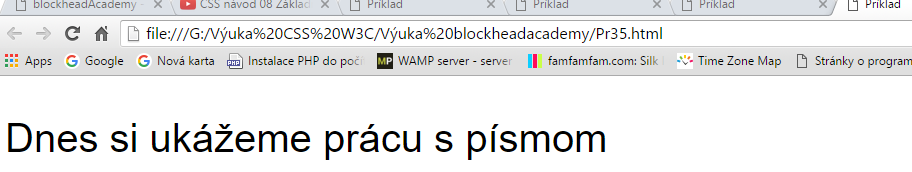 blockheadAcademy - CSS návod 08 Základ Príklad Príklad Príklad Príklad
file:///G:/Výuka%20CSS%20W3C/Výuka%20blockheadacademy/Pr35.html
Apps Google Nová karta Instalace PHP do poč MP WAMP server - server famfamfam.com: Silk Time Zone Map Stránky o program
Dnes si ukážeme prácu s písmom